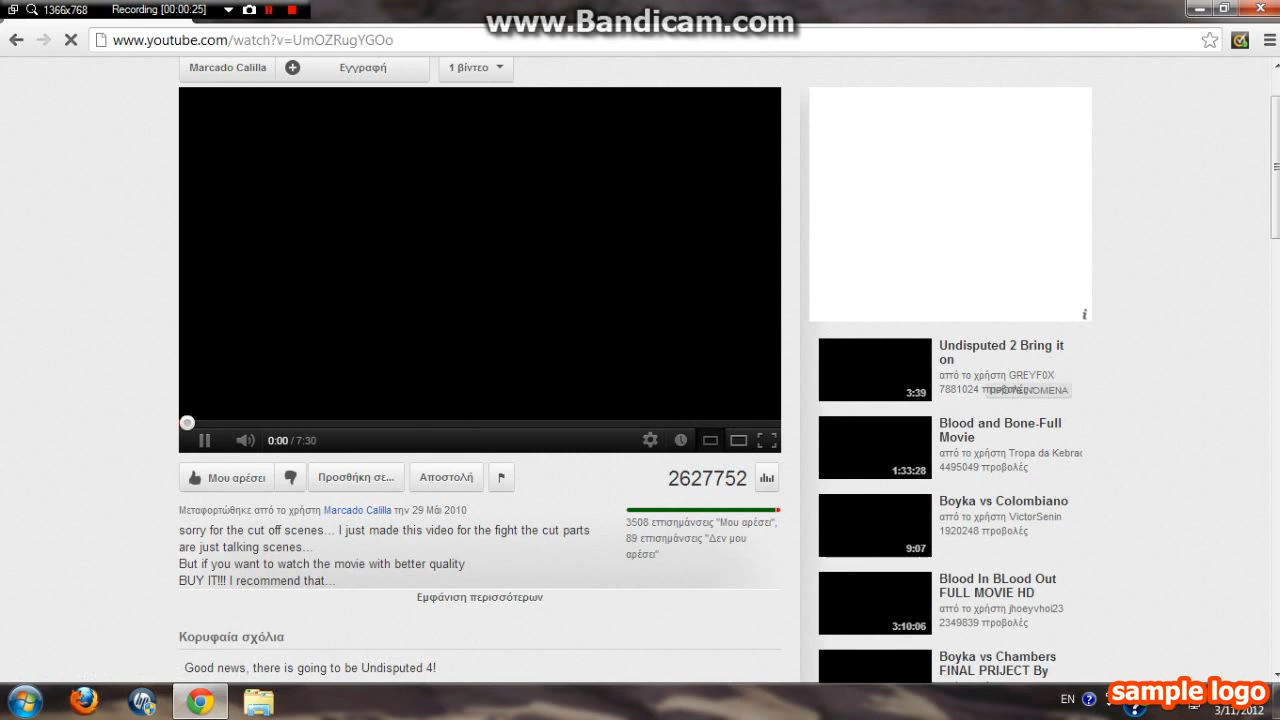 1366x768
Recording [00:00:25]
www.Bandicam.com
www.youtube.com/watch?v=UmOZRugYGOo
Marcado Calilla
Εγγραφή
1 βίντεο
0:00 / 7:30
Μου αρέσει
Προσθήκη σε...
Αποστολή
2627752
Μεταφορτώθηκε από το χρήστη Marcado Calilla την 29 Μάι 2010
sorry for the cut off scenes... I just made this video for the fight the cut parts
are just talking scenes...
But if you want to watch the movie with better quality
BUY IT!!! I recommend that...
3508 επισημάνσεις "Μου αρέσει",
89 επισημάνσεις "Δεν μου
αρέσει"
Εμφάνιση περισσότερων
Κορυφαία σχόλια
Good news, there is going to be Undisputed 4!
i
Undisputed 2 Bring it
on
από το χρήστη GREYF0X
7881024
3:39
Blood and Bone-Full
Movie
από το χρήστη Tropa da Kebrad
4495049 προβολές
1:33:28
Boyka vs Colombiano
από το χρήστη VictorSenin
1920248 προβολές
9:07
Blood In BLood Out
FULL MOVIE HD
από το χρήστη jhoeyvhoi23
2349839 προβολές
3:10:06
Boyka vs Chambers
FINAL PRIJECT By
EN
sample logo
3/11/2012